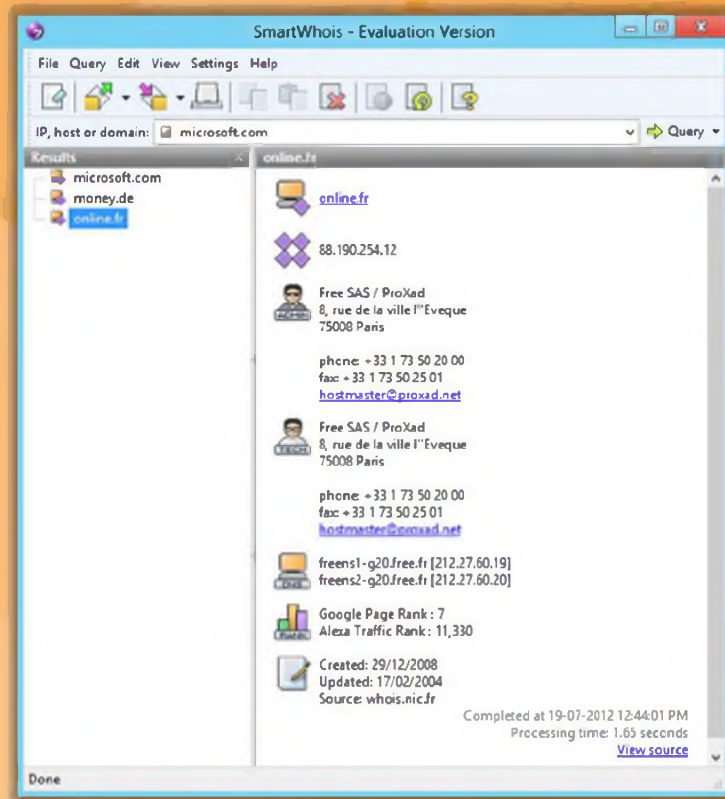 SmartWhois - Evaluation Version
File Query Edit View Settings Help
IP, host or domain: microsoft.com Query
Results
microsoft.com
money.de
online.fr
online.fr
online.fr
88.190.254.12
ADMIN
Free SAS / ProXad
8, rue de la ville l''Eveque
75008 Paris
phone: +33 1 73 50 20 00
fax: +33 1 73 50 25 01
hostmaster@proxad.net
TECH
Free SAS / ProXad
8, rue de la ville l''Eveque
75008 Paris
phone: +33 1 73 50 20 00
fax: +33 1 73 50 25 01
hostmaster@proxad.net
DNS
freens1-g20.free.fr [212.27.60.19]
freens2-g20.free.fr [212.27.60.20]
Google Page Rank : 7
Alexa Traffic Rank : 11,330
Created: 29/12/2008
Updated: 17/02/2004
Source: whois.nic.fr
Completed at 19-07-2012 12:44:01 PM
Processing time: 1.65 seconds
View source
Done